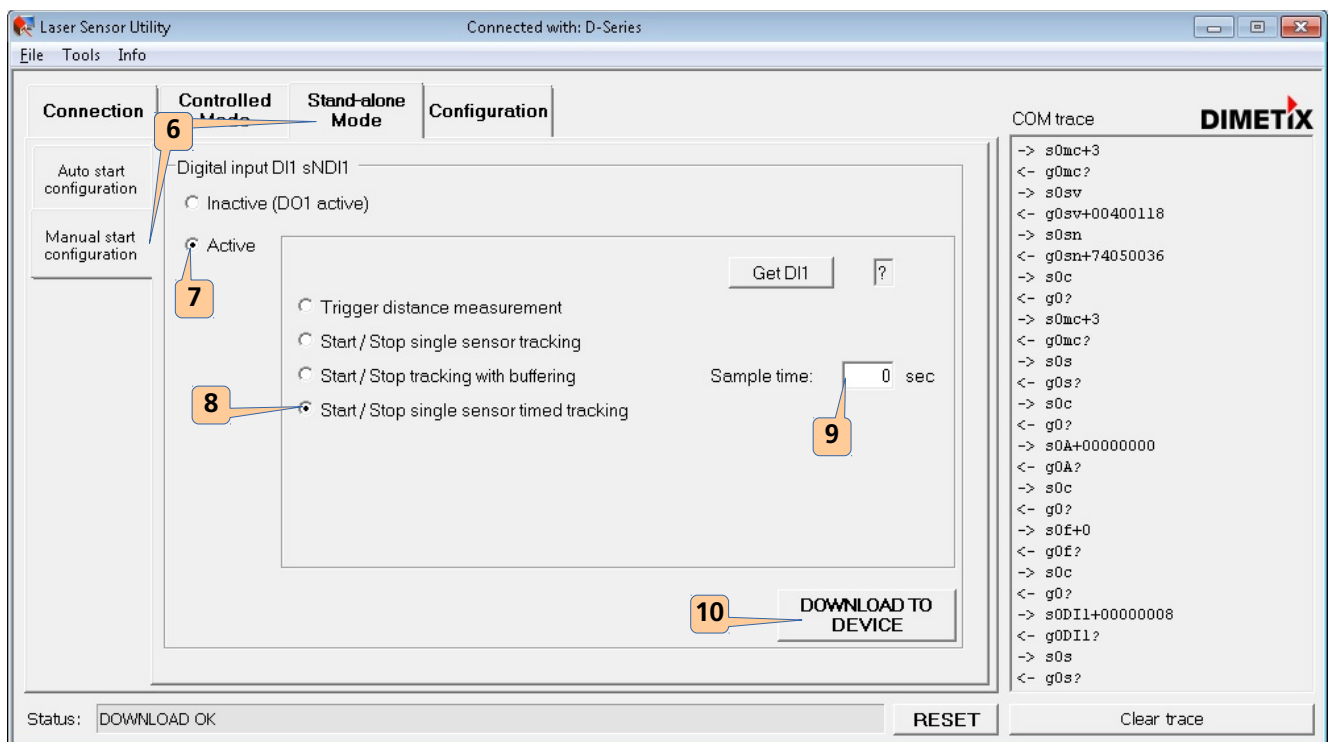 Laser Sensor Utility
Connected with: D-Series
File Tools Info
Connection
Controlled
Mode
Stand-alone
Mode
Configuration
6
Auto start
configuration
Manual start
configuration
Digital input DI1 sNDI1
Inactive (DO1 active)
Active
7
Get DI1
?
Trigger distance measurement
Start / Stop single sensor tracking
Start / Stop tracking with buffering
Sample time: 0 sec
8
Start / Stop single sensor timed tracking
9
10
DOWNLOAD TO
DEVICE
COM trace
DIMETIX
-> s0mc+3
<- g0mc?
-> s0sv
<- g0sv+00400118
-> s0sn
<- g0sn+74050036
-> s0c
<- g0?
-> s0mc+3
<- g0mc?
-> s0s
<- g0s?
-> s0c
<- g0?
-> s0A+00000000
<- g0A?
-> s0c
<- g0?
-> s0f+0
<- g0f?
-> s0c
<- g0?
-> s0DI1+00000008
<- g0DI1?
-> s0s
<- g0s?
Status: DOWNLOAD OK
RESET
Clear trace